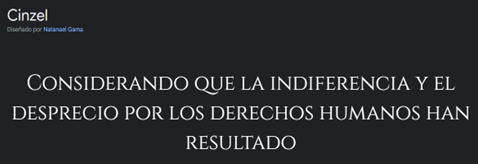 Cinzel
Diseñado por Natanael Gama
Considerando que la indiferencia y el
desprecio por los derechos humanos han
resultado